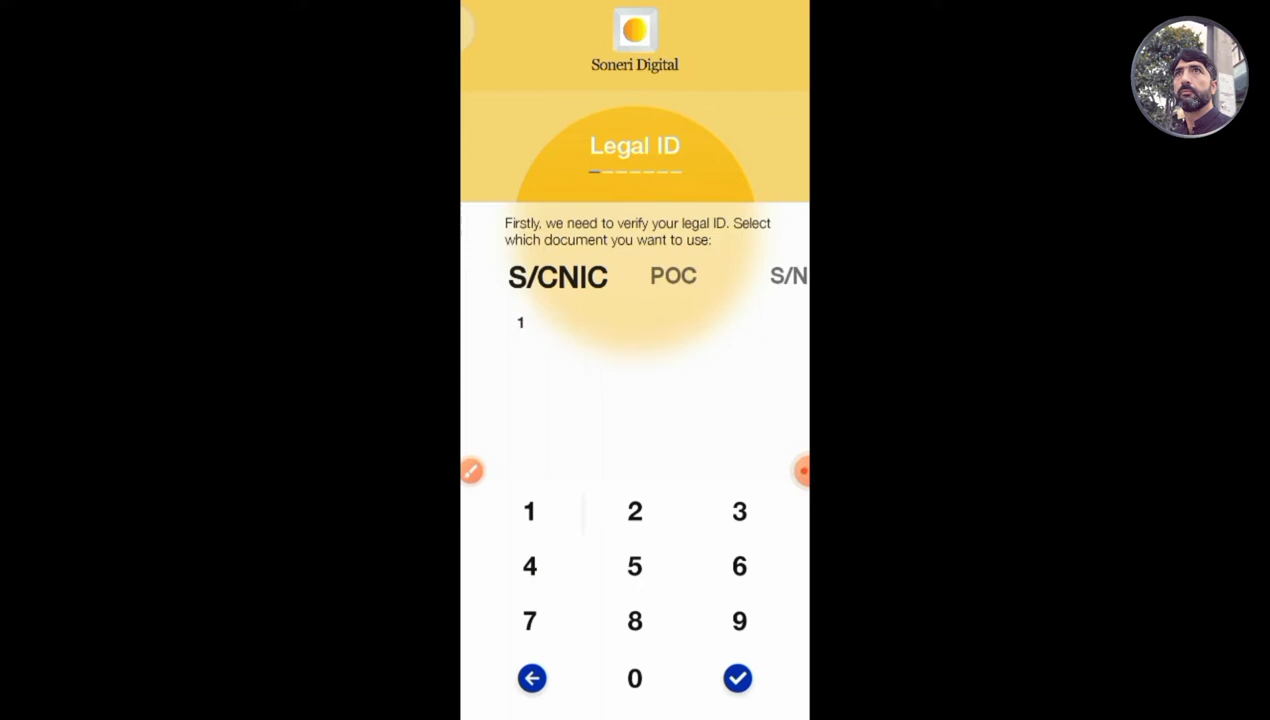 Soneri Digital
Legal ID
Firstly, we need to verify your legal ID. Select
which document you want to use:
S/CNIC POC S/N
1
1 2 3
4 5 6
7 8 9
0